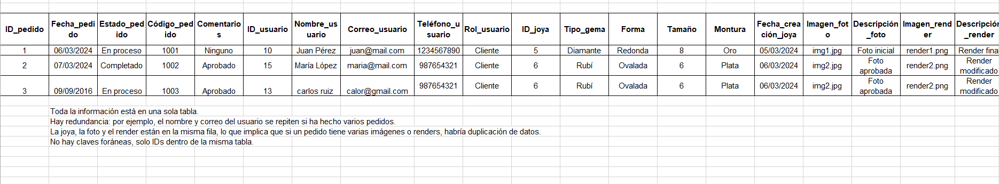 ID_pedido Fecha_pedido Estado_pedido Código_pedido Comentarios ID_usuario Nombre_usuario Correo_usuario Teléfono_usuario Rol_usuario ID_joya Tipo_gema Forma Tamaño Montura Fecha_creación_joya Imagen_foto Descripción_foto Imagen_render Descripción_render
1 06/03/2024 En proceso 1001 Ninguno 10 Juan Pérez juan@mail.com 1234567890 Cliente 5 Diamante Redonda 8 Oro 05/03/2024 img1.jpg Foto inicial render1.png Render final
2 07/03/2024 Completado 1002 Aprobado 15 María López maria@mail.com 987654321 Cliente 6 Rubí Ovalada 6 Plata 06/03/2024 img2.jpg Foto aprobada render2.png Render modificado
3 09/09/2016 En proceso 1003 Aprobado 13 carlos ruiz calor@gmail.com 987654321 Cliente 6 Rubí Ovalada 6 Plata 06/03/2024 img2.jpg Foto aprobada render2.png Render modificado
Toda la información está en una sola tabla.
Hay redundancia: por ejemplo, el nombre y correo del usuario se repiten si ha hecho varios pedidos.
La joya, la foto y el render están en la misma fila, lo que implica que si un pedido tiene varias imágenes o renders, habría duplicación de datos.
No hay claves foráneas, solo IDs dentro de la misma tabla.